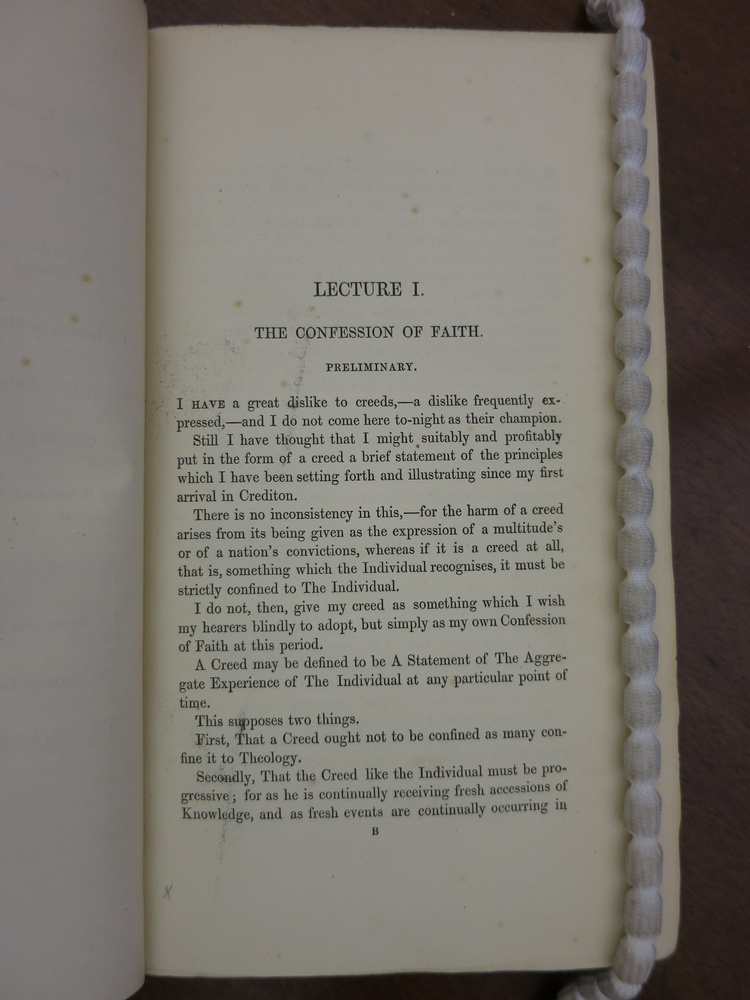 LECTURE I.
THE CONFESSION OF FAITH.
PRELIMINARY.
I HAVE a great dislike to creeds,—a dislike frequently ex-
pressed,—and I do not come here to-night as their champion.
Still I have thought that I might suitably and profitably
put in the form of a creed a brief statement of the principles
which I have been setting forth and illustrating since my first
arrival in Crediton.
There is no inconsistency in this,—for the harm of a creed
arises from its being given as the expression of a multitude's
or of a nation's convictions, whereas if it is a creed at all,
that is, something which the Individual recognises, it must be
strictly confined to The Individual.
I do not, then, give my creed as something which I wish
my hearers blindly to adopt, but simply as my own Confession
of Faith at this period.
A Creed may be defined to be A Statement of The Aggre-
gate Experience of The Individual at any particular point of
time.
This supposes two things.
First, That a Creed ought not to be confined as many con-
fine it to Theology.
Secondly, That the Creed like the Individual must be pro-
gressive; for as he is continually receiving fresh accessions of
Knowledge, and as fresh events are continually occurring in
B
x